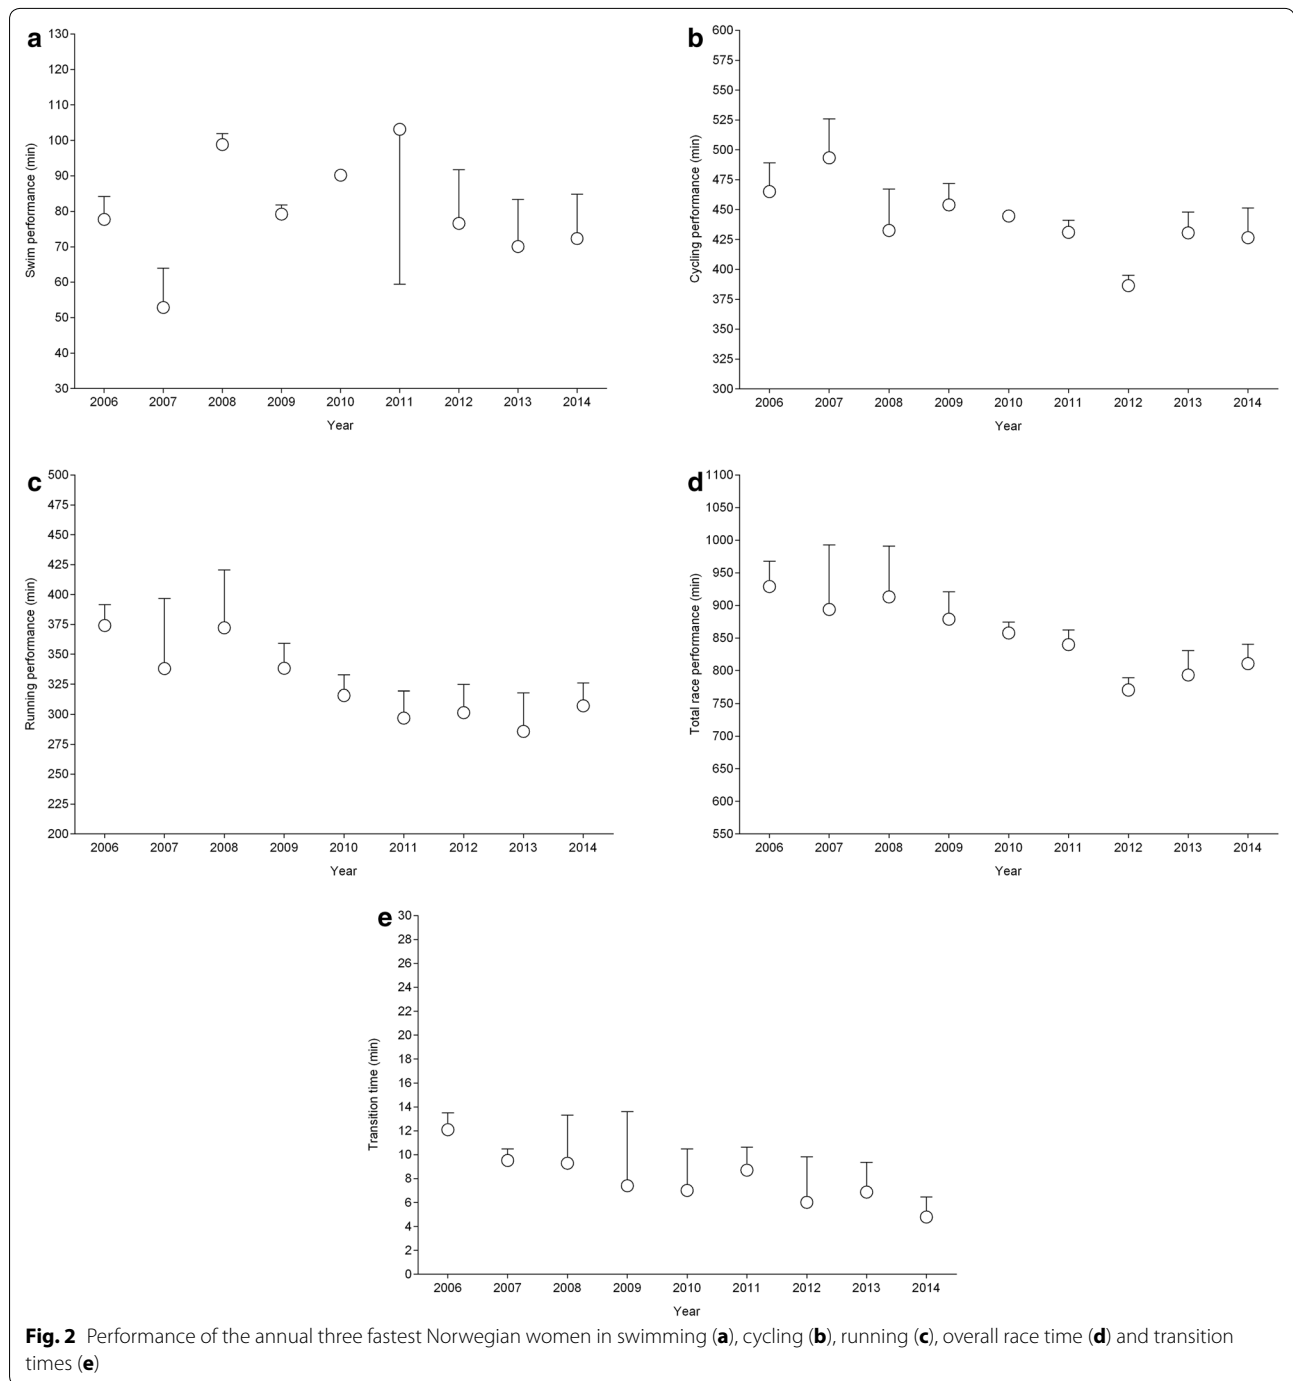 a
130
120
110
100
90
80
70
60
50
40
30
Swim performance (min)
2006 2007 2008 2009 2010 2011 2012 2013 2014
Year
b
600
575
550
525
500
475
450
425
400
375
350
325
300
Cycling performance (min)
2006 2007 2008 2009 2010 2011 2012 2013 2014
Year
c
500
475
450
425
400
375
350
325
300
275
250
225
200
Running performance (min)
2006 2007 2008 2009 2010 2011 2012 2013 2014
Year
d
1100
1050
1000
950
900
850
800
750
700
650
600
550
Total race performance (min)
2006 2007 2008 2009 2010 2011 2012 2013 2014
Year
e
30
28
26
24
22
20
18
16
14
12
10
8
6
4
2
0
Transition time (min)
2006 2007 2008 2009 2010 2011 2012 2013 2014
Year
Fig. 2 Performance of the annual three fastest Norwegian women in swimming (a), cycling (b), running (c), overall race time (d) and transition
times (e)